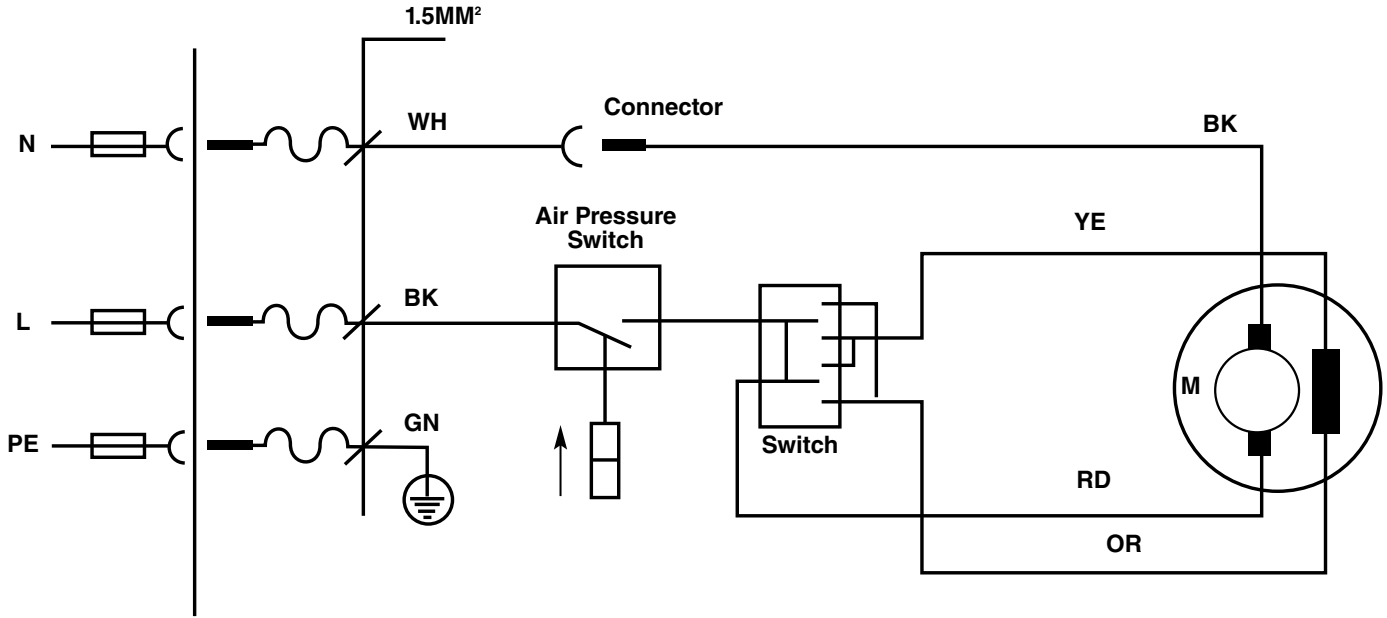 1.5MM²
N
WH
Connector
BK
Air Pressure
Switch
YE
L
BK
M
PE
GN
Switch
RD
OR